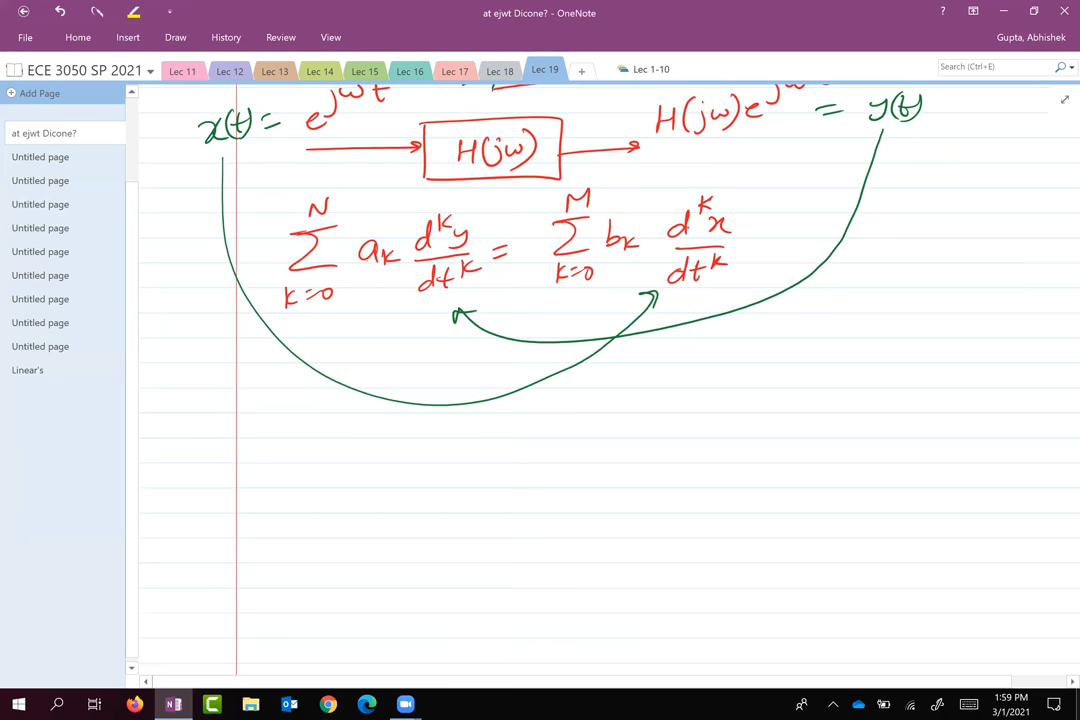 at ejwt Dicone? - OneNote
File Home Insert Draw History Review View Gupta, Abhishek
ECE 3050 SP 2021 Lec 11 Lec 12 Lec 13 Lec 14 Lec 15 Lec 16 Lec 17 Lec 18 Lec 19 + Lec 1-10 Search (Ctrl+E)
Add Page
at ejwt Dicone?
Untitled page
Untitled page
Untitled page
Untitled page
Untitled page
Untitled page
Untitled page
Untitled page
Untitled page
Linear's
x(t) = e^{jωt} H(jω) H(jω)e^{jω = y(t)
∑_{k=0}^{N} a_k d^k y/dt^k = ∑_{k=0}^{M} b_k d^k x/dt^k
1:59 PM
3/1/2021